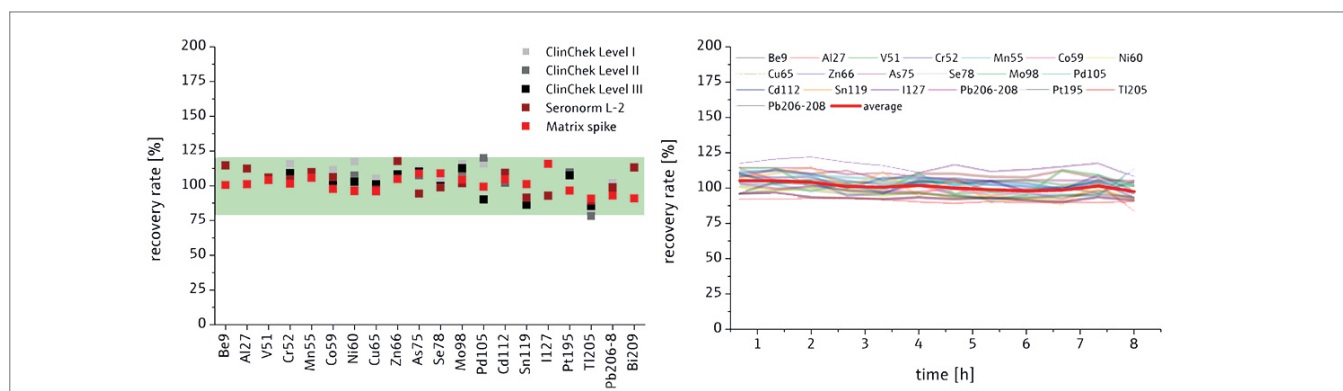 200
175
150
125
100
75
50
25
0
recovery rate [%]
ClinChek Level I
ClinChek Level II
ClinChek Level III
Seronorm L-2
Matrix spike
Be9
Al27
V51
Cr52
Mn55
Co59
Ni60
Cu65
Zn66
As75
Se78
Mo98
Pd105
Cd112
Sn119
I127
Pt195
Tl205
Pb206-8
Bi209
200
175
150
125
100
75
50
25
0
recovery rate [%]
Be9 Al27 V51 Cr52 Mn55 Co59 Ni60
Cu65 Zn66 As75 Se78 Mo98 Pd105
Cd112 Sn119 I127 Pb206-208 Pt195 Tl205
Pb206-208 average
1 2 3 4 5 6 7 8
time [h]